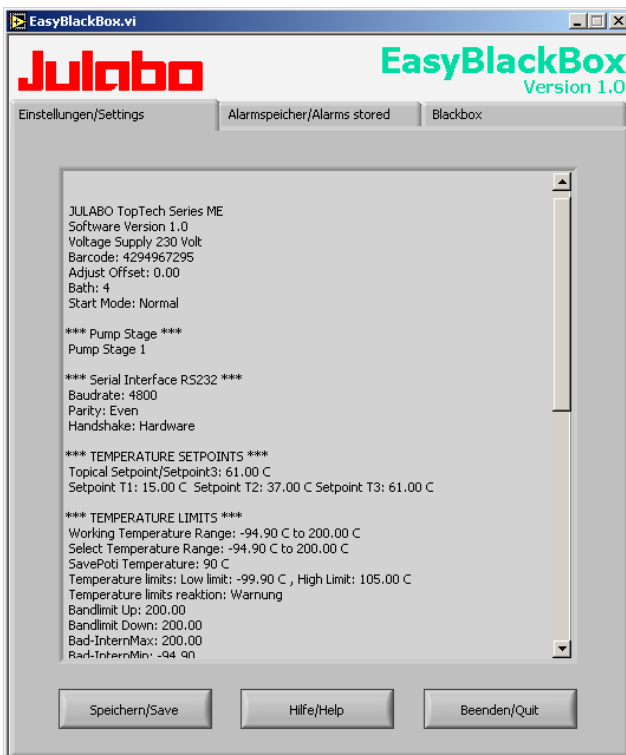 EasyBlackBox.vi
Julabo
EasyBlackBox
Version 1.0
Einstellungen/Settings
Alarmspeicher/Alarms stored
Blackbox
JULABO TopTech Series ME
Software Version 1.0
Voltage Supply 230 Volt
Barcode: 4294967295
Adjust Offset: 0.00
Bath: 4
Start Mode: Normal
*** Pump Stage ***
Pump Stage 1
*** Serial Interface RS232 ***
Baudrate: 4800
Parity: Even
Handshake: Hardware
*** TEMPERATURE SETPOINTS ***
Topical Setpoint/Setpoint3: 61.00 C
Setpoint T1: 15.00 C  Setpoint T2: 37.00 C Setpoint T3: 61.00 C
*** TEMPERATURE LIMITS ***
Working Temperature Range: -94.90 C to 200.00 C
Select Temperature Range: -94.90 C to 200.00 C
SavePoti Temperature: 90 C
Temperature limits: Low limit: -99.90 C , High Limit: 105.00 C
Temperature limits reaktion: Warnung
Bandlimit Up: 200.00
Bandlimit Down: 200.00
Bad-InternMax: 200.00
Bad-InternMin: -94.90
Speichern/Save
Hilfe/Help
Beenden/Quit